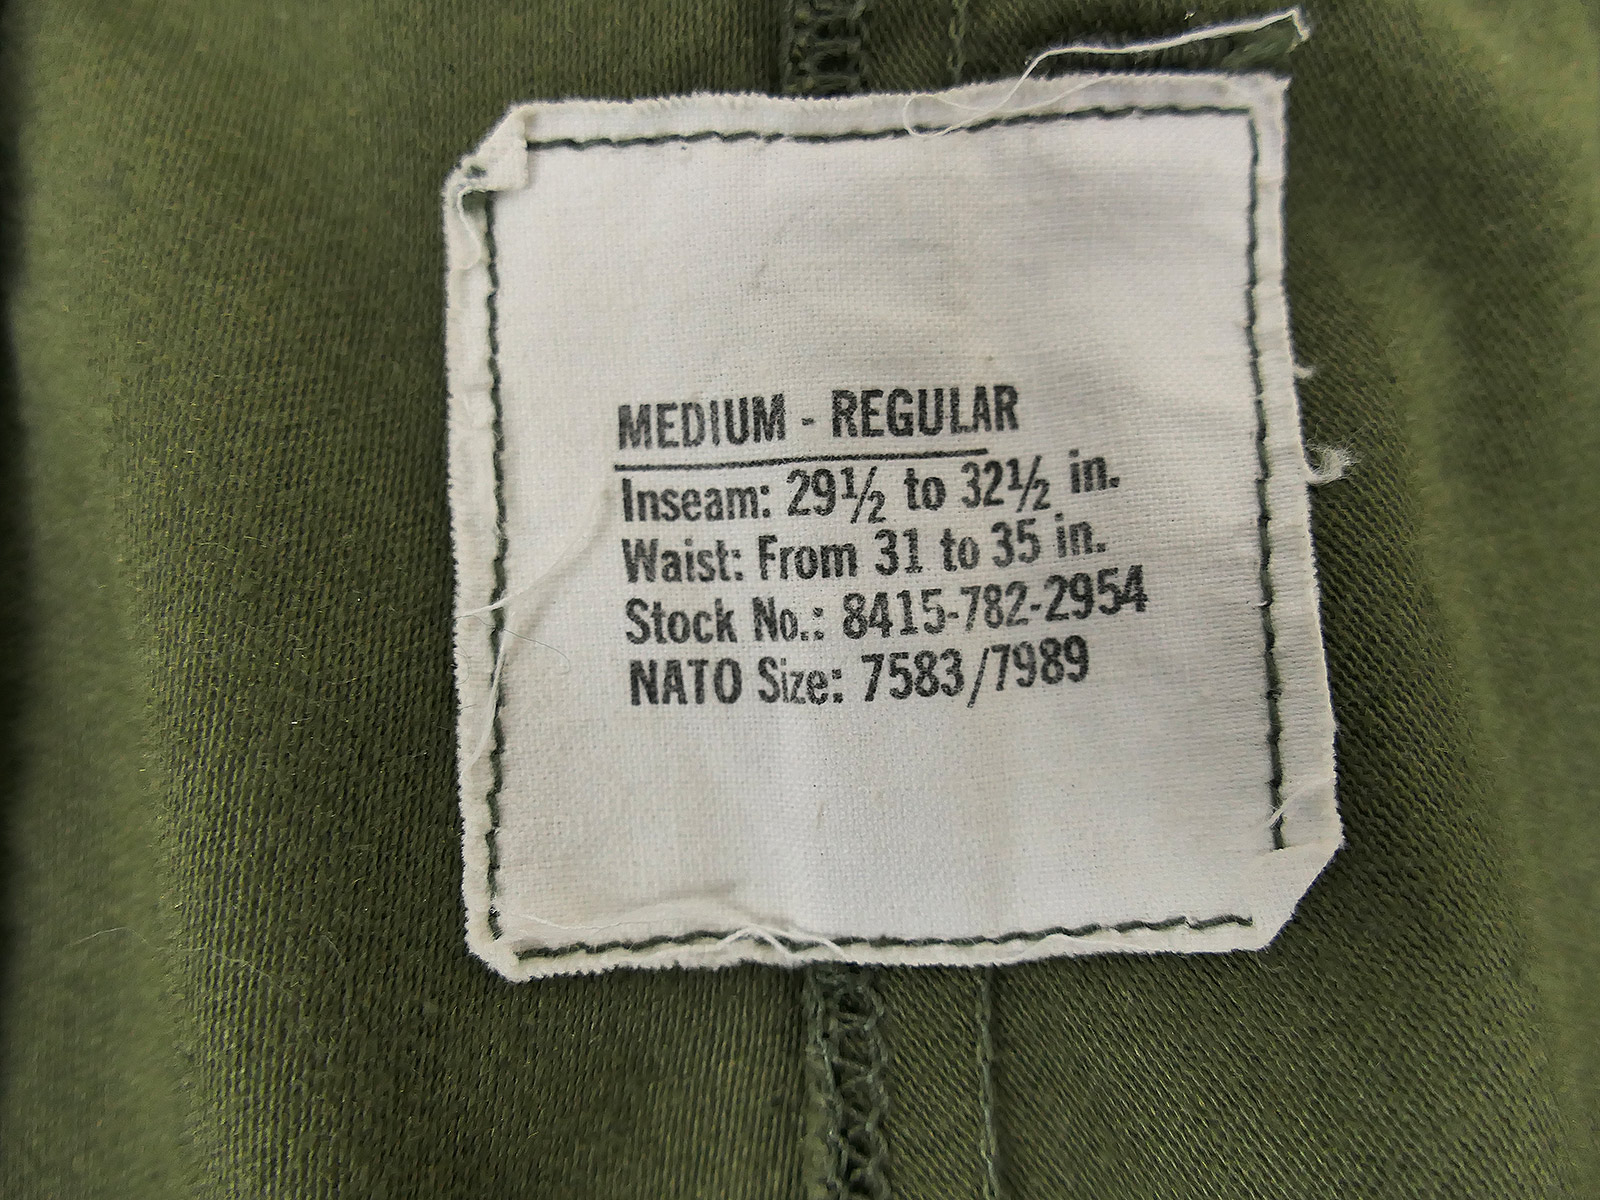 MEDIUM - REGULAR
Inseam: 29½ to 32½ in.
Waist: From 31 to 35 in.
Stock No.: 8415-782-2954
NATO Size: 7583/7989